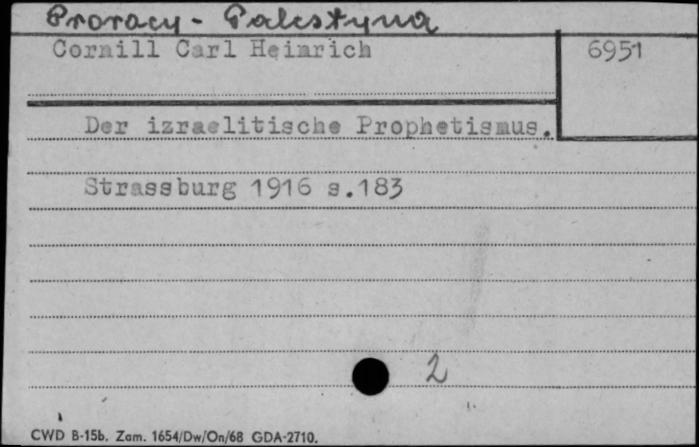 Prorocy - Palestyna
Cornill Carl Heinrich
6951
Der izraelitische Prophetismus.
Strassburg 1916 s.183
2
CWD B-15b. Zam. 1654/Dw/On/68 GDA-2710.